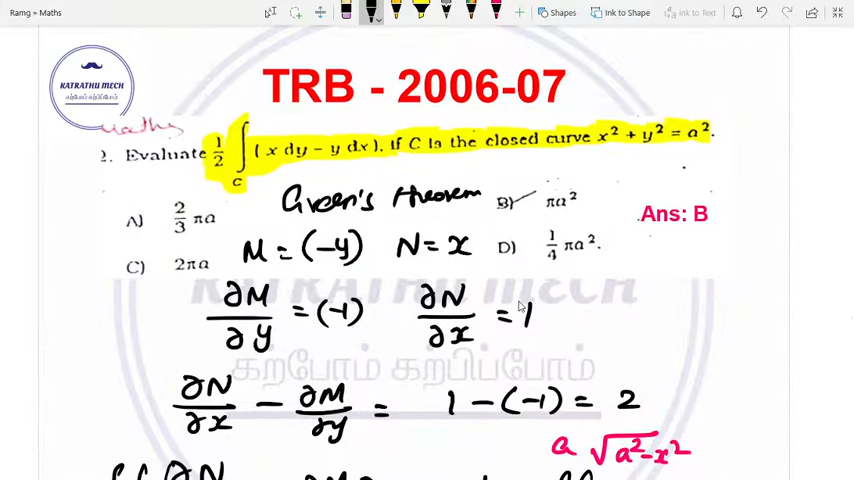 Ramg » Maths
Shapes
Ink to Shape
Ink to Text
KATRATHU MECH
கற்போம் கற்பிப்போம்
TRB - 2006-07
Maths
2. Evaluate 1/2 ∫_C (x dy – y dx). If C is the closed curve x² + y² = a².
Green's theorem
A) 2/3 πa
B) πa²
Ans: B
M = (-y) N = x
C) 2πa
D) 1/4 πa².
∂M/∂y = (-1) ∂N/∂x = 1
கற்போம் கற்பிப்போம்
∂N/∂x - ∂M/∂y = 1 - (-1) = 2
a √a²-x²